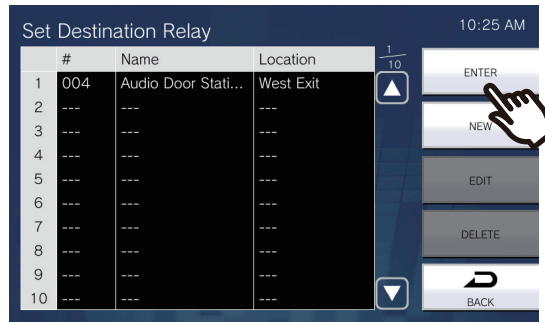 Set Destination Relay 10:25 AM
# Name Location 1/10
1 004 Audio Door Stati... West Exit
2 --- --- ---
3 --- --- ---
4 --- --- ---
5 --- --- ---
6 --- --- ---
7 --- --- ---
8 --- --- ---
9 --- --- ---
10 --- --- ---
ENTER
NEW
EDIT
DELETE
BACK